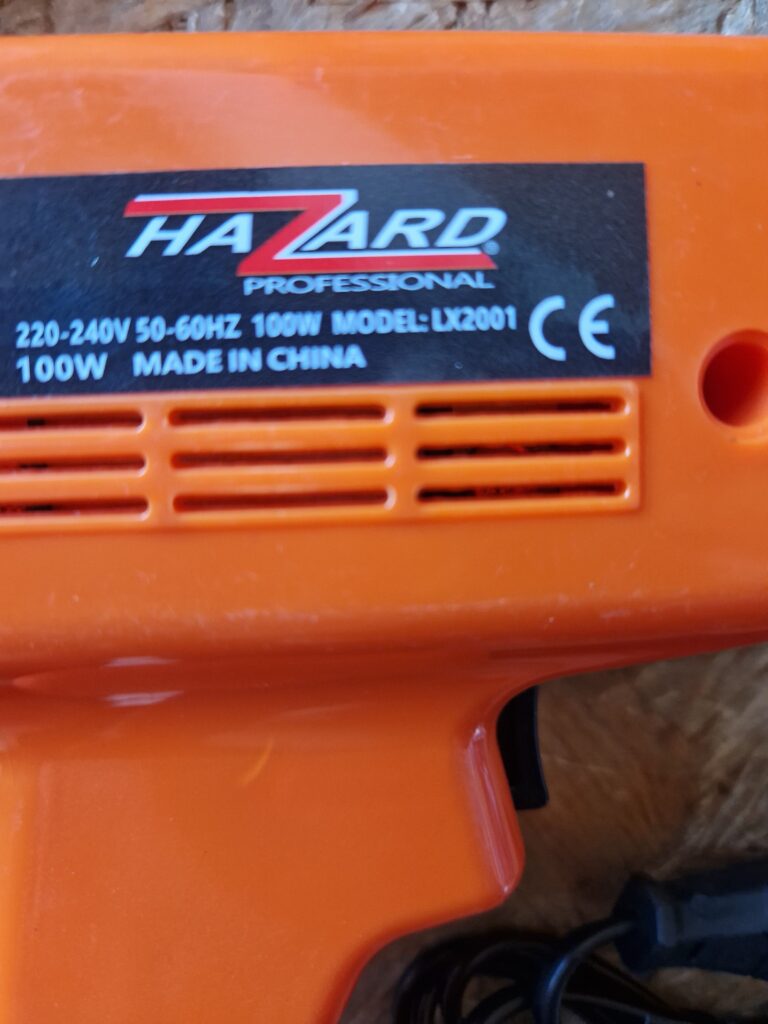 HAZARD®
PROFESSIONAL
220-240V 50-60HZ 100W MODEL: LX2001 CE
100W MADE IN CHINA